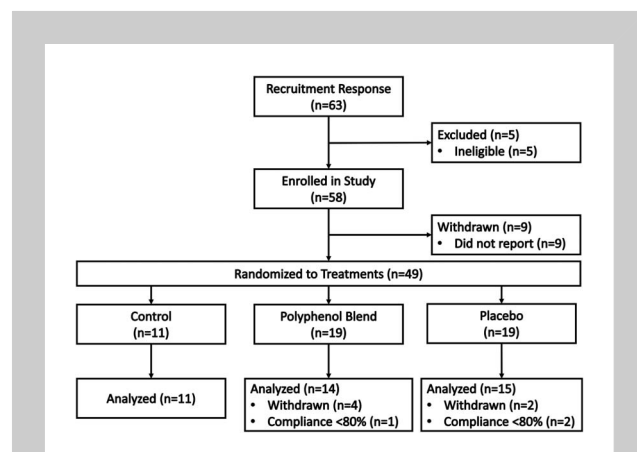 Recruitment Response
(n=63)
Excluded (n=5)
• Ineligible (n=5)
Enrolled in Study
(n=58)
Withdrawn (n=9)
• Did not report (n=9)
Randomized to Treatments (n=49)
Control
(n=11)
Polyphenol Blend
(n=19)
Placebo
(n=19)
Analyzed (n=11)
Analyzed (n=14)
• Withdrawn (n=4)
• Compliance <80% (n=1)
Analyzed (n=15)
• Withdrawn (n=2)
• Compliance <80% (n=2)